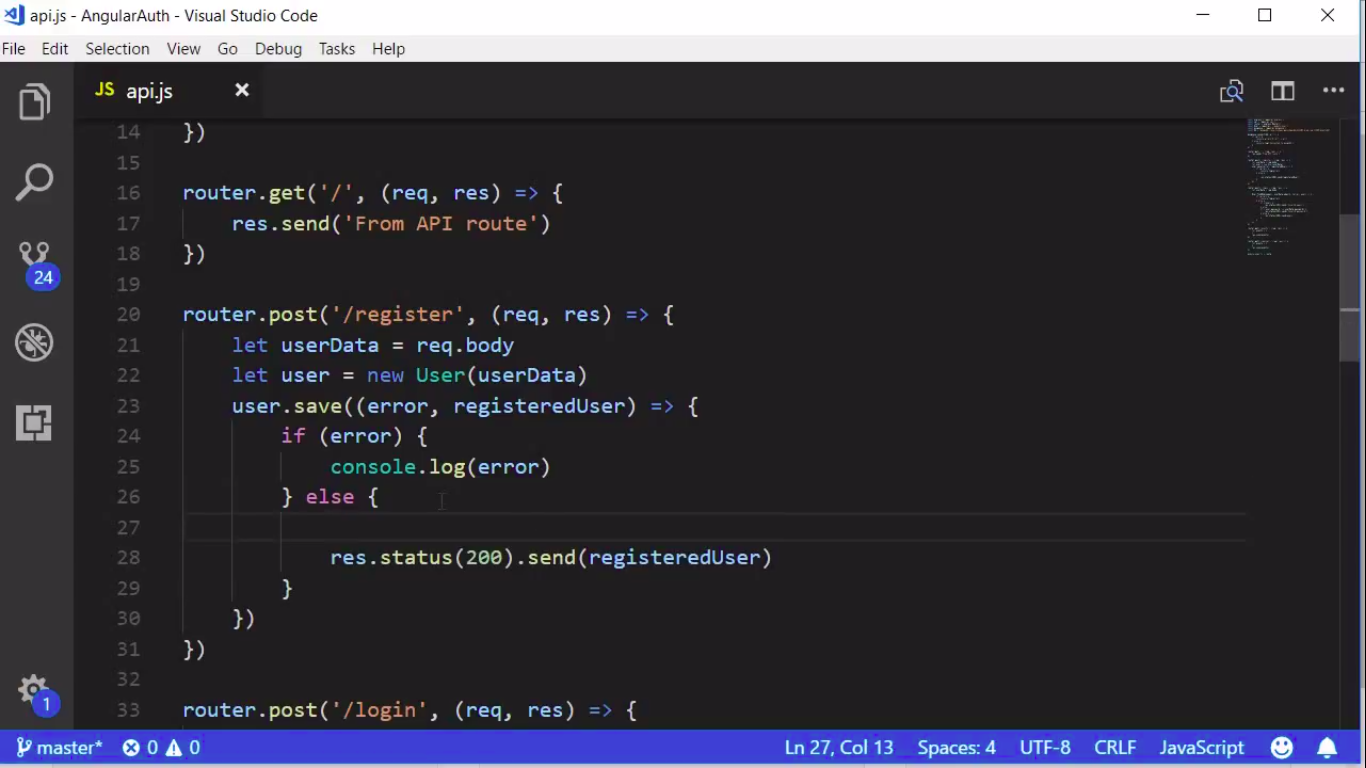 api.js - AngularAuth - Visual Studio Code
File Edit Selection View Go Debug Tasks Help
JS api.js
14 })
15
16 router.get('/', (req, res) => {
17 res.send('From API route')
18 })
19
20 router.post('/register', (req, res) => {
21 let userData = req.body
22 let user = new User(userData)
23 user.save((error, registeredUser) => {
24 if (error) {
25 console.log(error)
26 } else {
27
28 res.status(200).send(registeredUser)
29 }
30 })
31 })
32
33 router.post('/login', (req, res) => {
24
1
master* 0 0 Ln 27, Col 13 Spaces: 4 UTF-8 CRLF JavaScript